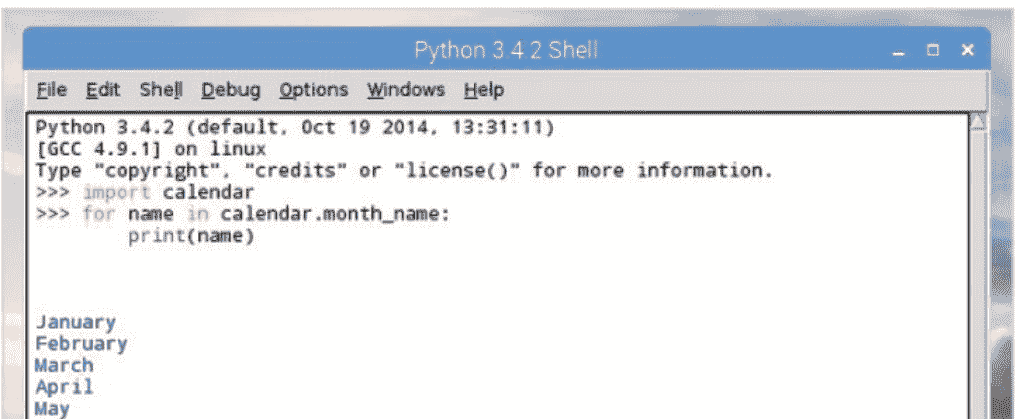 Python 3.4.2 Shell
File Edit Shell Debug Options Windows Help
Python 3.4.2 (default, Oct 19 2014, 13:31:11)
[GCC 4.9.1] on linux
Type "copyright", "credits" or "license()" for more information.
>>> import calendar
>>> for name in calendar.month_name:
        print(name)
January
February
March
April
May